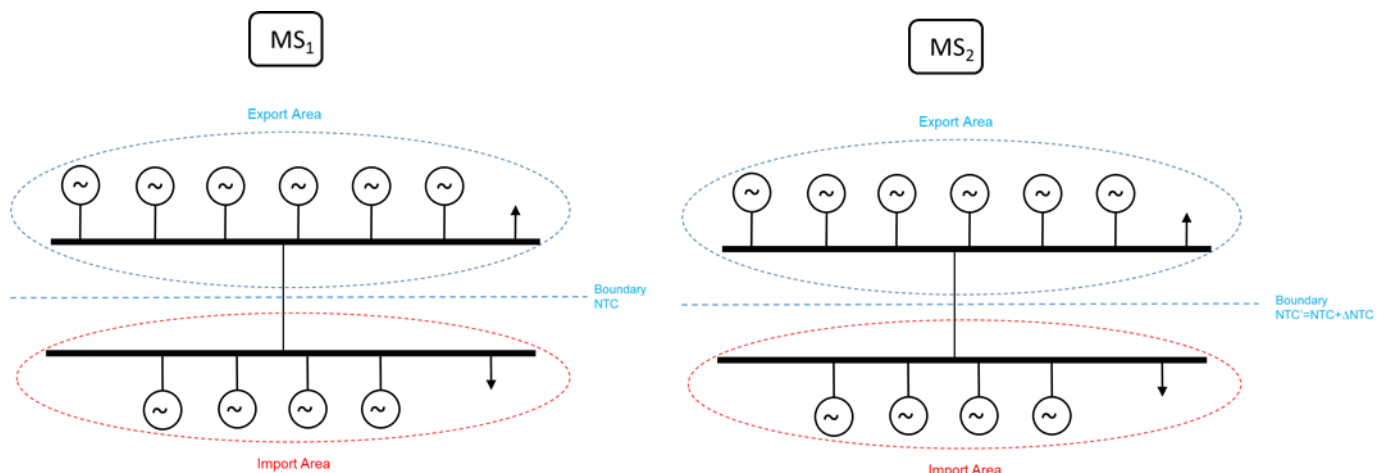 MS₁
MS₂
Export Area
Export Area
~ ~ ~ ~ ~ ~
~ ~ ~ ~ ~ ~
Boundary
NTC
Boundary
NTC'=NTC+ΔNTC
~ ~ ~ ~
~ ~ ~ ~
Import Area
Import Area